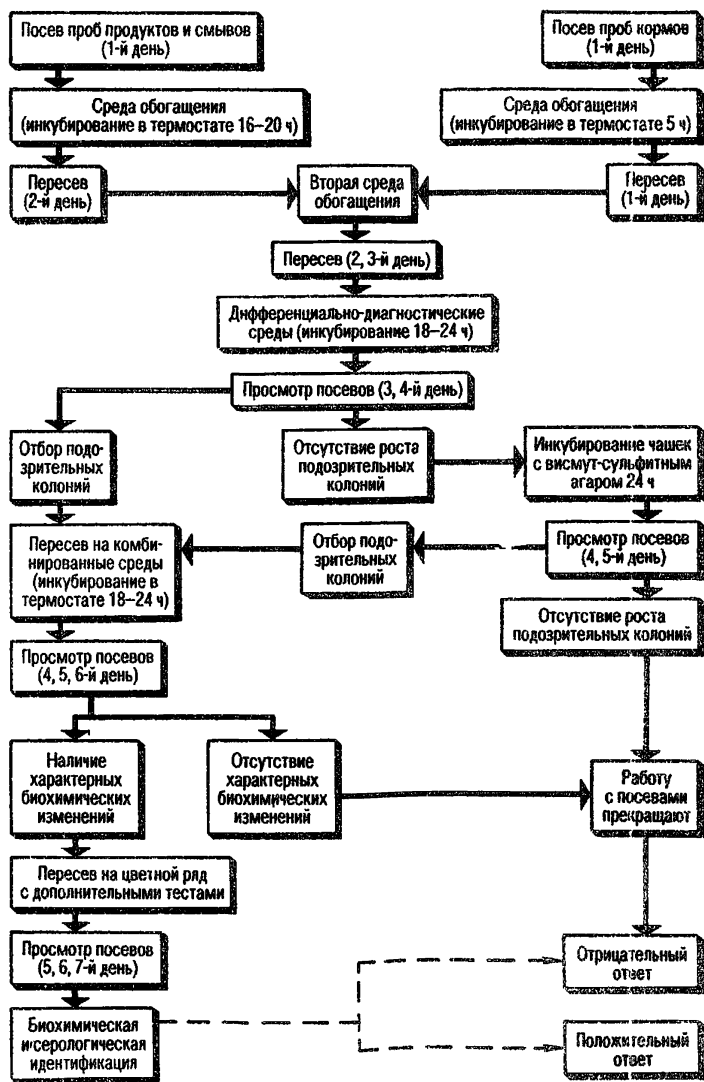 Посев проб продуктов и смывов
(1-й день)
Посев проб кормов
(1-й день)
Среда обогащения
(инкубирование в термостате 16–20 ч)
Среда обогащения
(инкубирование в термостате 5 ч)
Пересев
(2-й день)
Вторая среда
обогащения
Пересев
(1-й день)
Пересев (2, 3-й день)
Дифференциально-диагностические
среды (инкубирование 18–24 ч)
Просмотр посевов (3, 4-й день)
Отбор подо-
зрительных
колоний
Отсутствие роста
подозрительных
колоний
Инкубирование чашек
с висмут-сульфитным
агаром 24 ч
Пересев на комби-
нированные среды
(инкубирование в
термостате 18–24 ч)
Отбор подо-
зрительных
колоний
Просмотр посевов
(4, 5-й день)
Отсутствие роста
подозрительных колоний
Просмотр посевов
(4, 5, 6-й день)
Наличие
характерных
биохимических
изменений
Отсутствие
характерных
биохимических
изменений
Работу
с посевами
прекращают
Пересев на цветной ряд
с дополнительными тестами
Просмотр посевов
(5, 6, 7-й день)
Отрицательный
ответ
Биохимическая
и серологическая
идентификация
Положительный
ответ